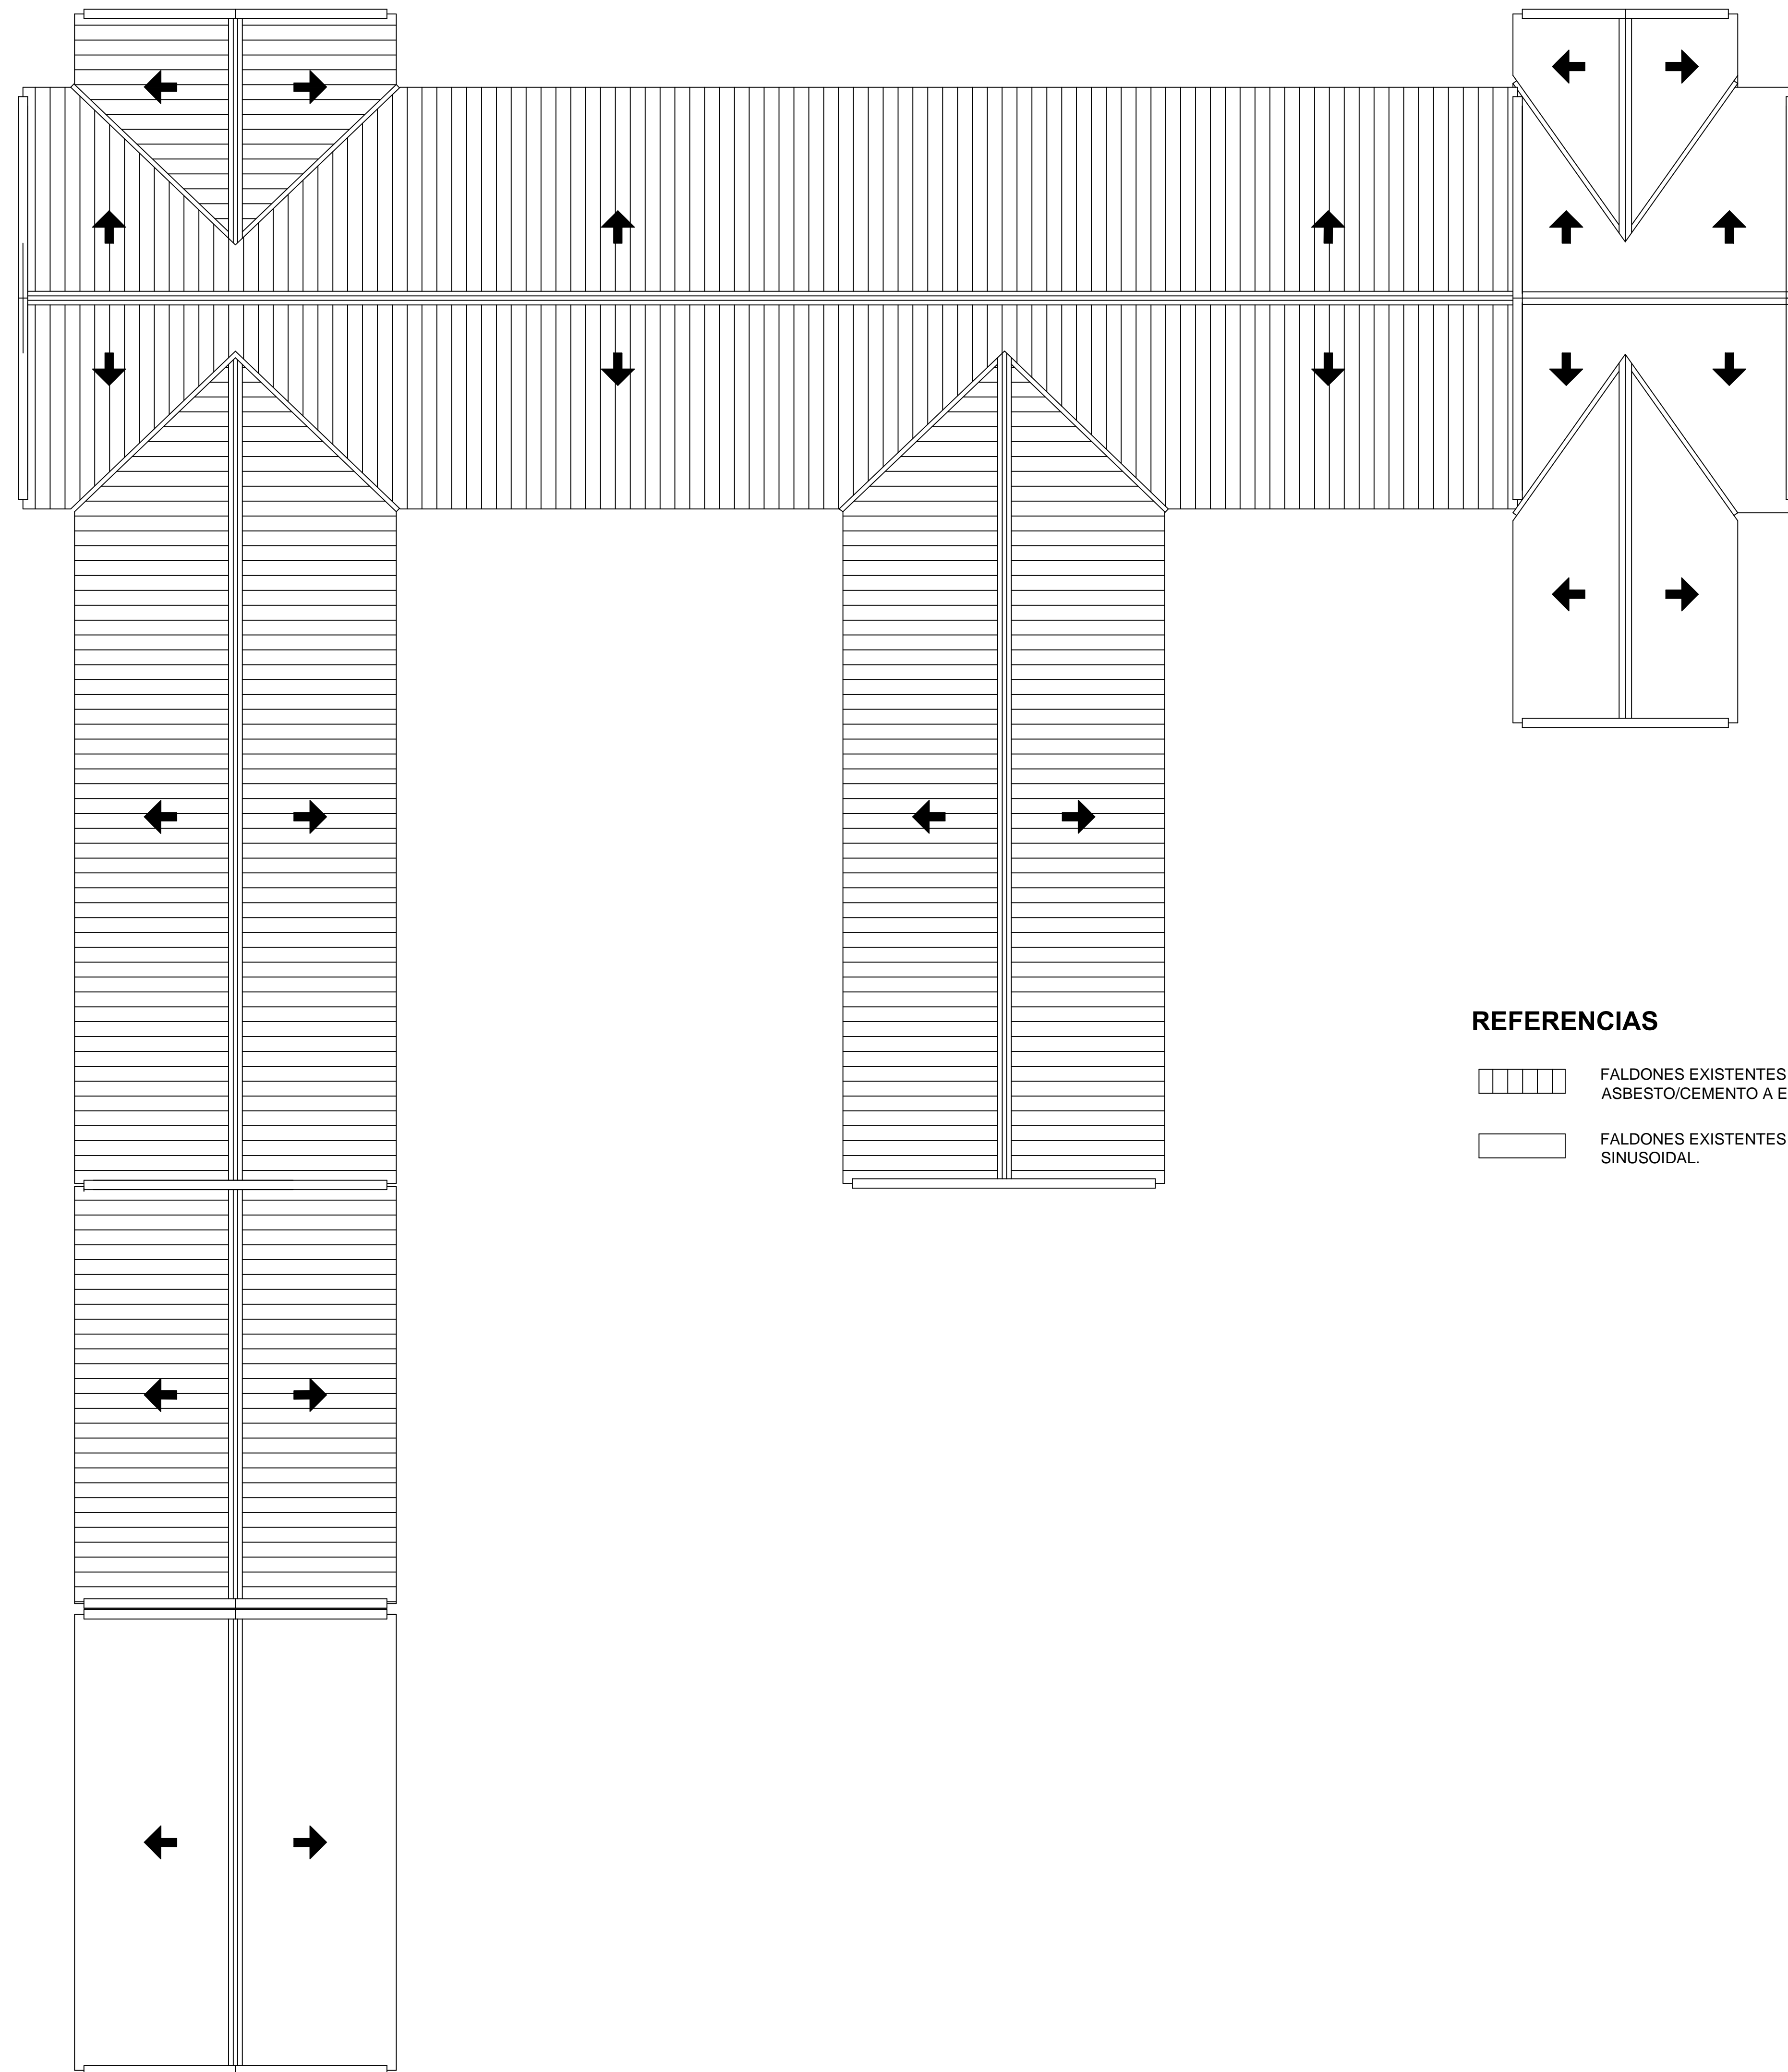 REFERENCIAS
FALDONES EXISTENTES
ASBESTO/CEMENTO A E
FALDONES EXISTENTES
SINUSOIDAL.